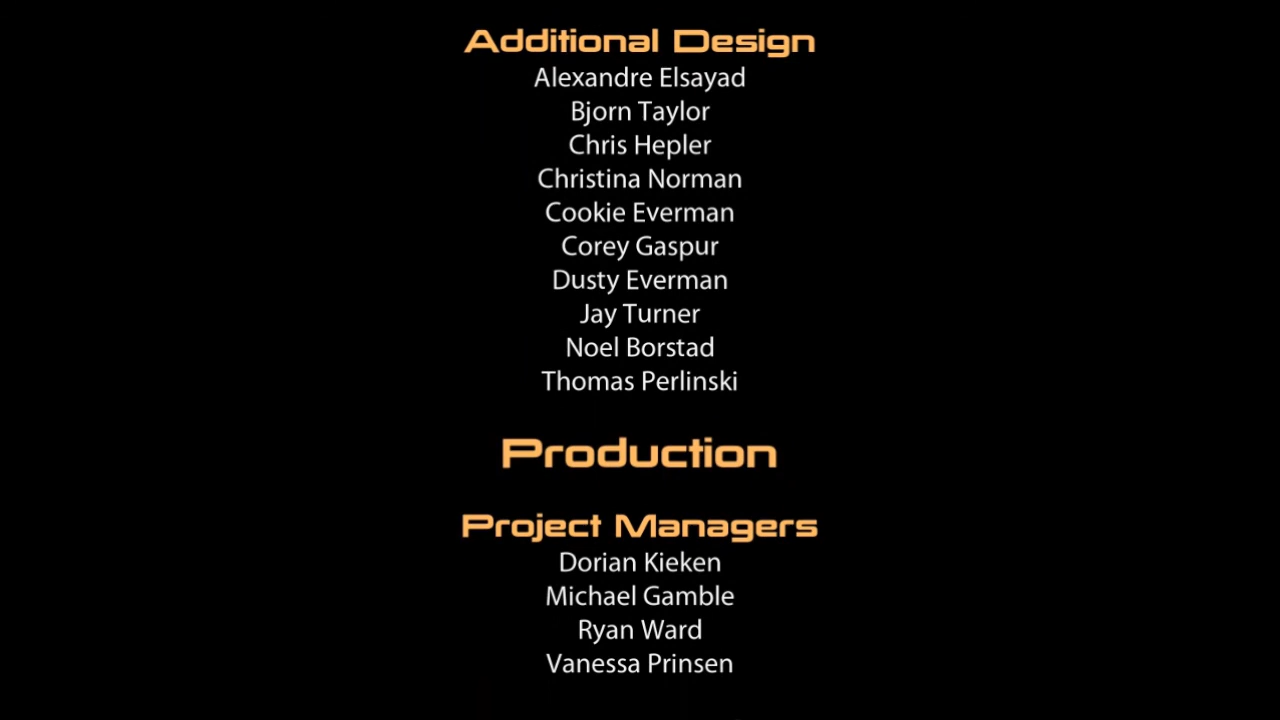 Additional Design
Alexandre Elsayad
Bjorn Taylor
Chris Hepler
Christina Norman
Cookie Everman
Corey Gaspur
Dusty Everman
Jay Turner
Noel Borstad
Thomas Perlinski
Production
Project Managers
Dorian Kieken
Michael Gamble
Ryan Ward
Vanessa Prinsen